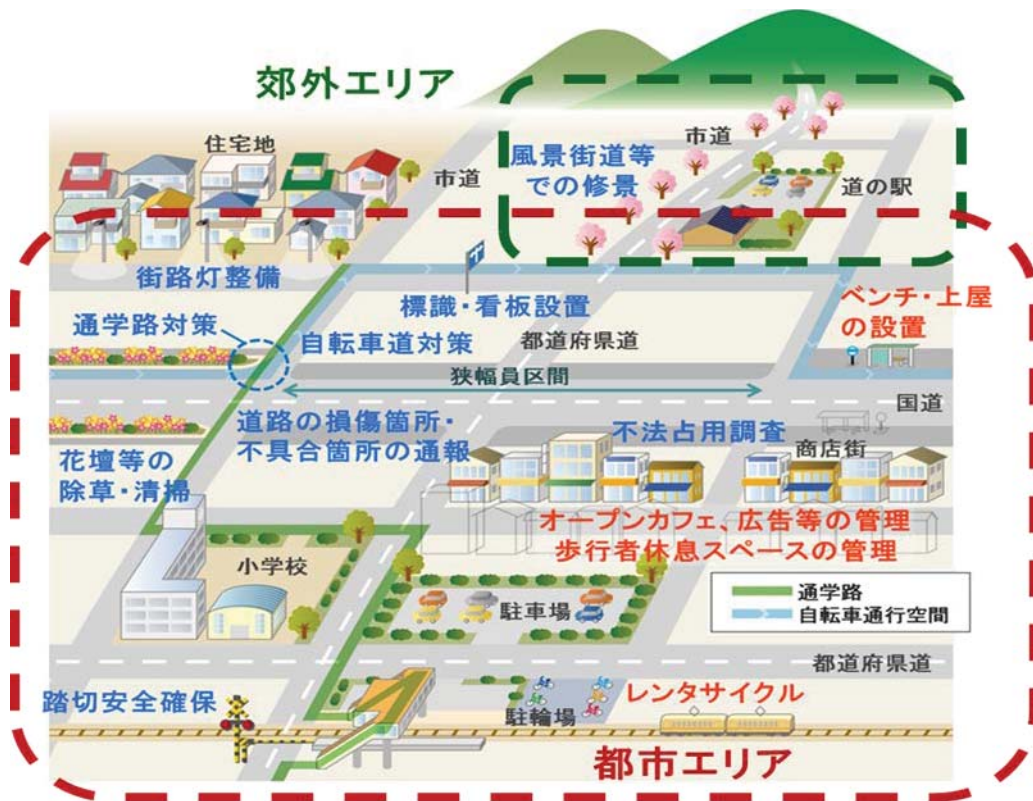 郊外エリア
住宅地
市道
市道
風景街道等
での修景
道の駅
街路灯整備
標識・看板設置
ベンチ・上屋
の設置
通学路対策
自転車道対策
都道府県道
狭幅員区間
国道
道路の損傷箇所・
不具合箇所の通報
不法占用調査
商店街
花壇等の
除草・清掃
オープンカフェ、広告等の管理
歩行者休息スペースの管理
小学校
駐車場
通学路
自転車通行空間
都道府県道
踏切安全確保
駐輪場
レンタサイクル
都市エリア